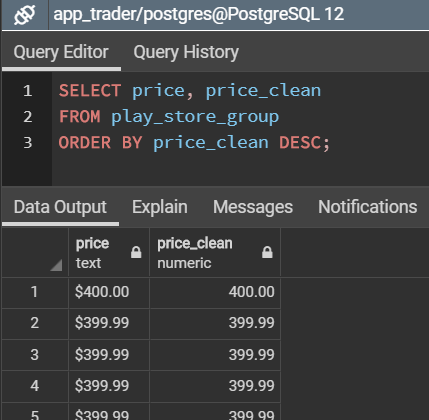 app_trader/postgres@PostgreSQL 12
Query Editor Query History
1 SELECT price, price_clean
2 FROM play_store_group
3 ORDER BY price_clean DESC;
Data Output Explain Messages Notifications
price price_clean
text numeric
1 $400.00 400.00
2 $399.99 399.99
3 $399.99 399.99
4 $399.99 399.99
5 $399.99 399.99